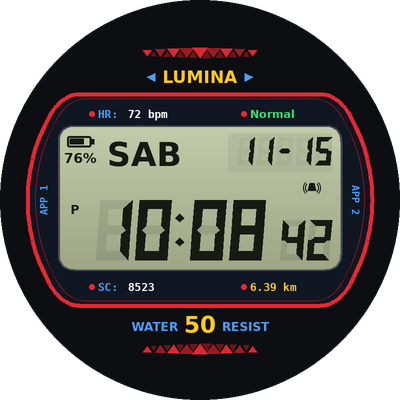 ◀ LUMINA ▶
HR: 72 bpm Normal
76% SAB 11-15
APP 1
APP 2
P 10:08 42
SC: 8523 6.39 km
WATER 50 RESIST